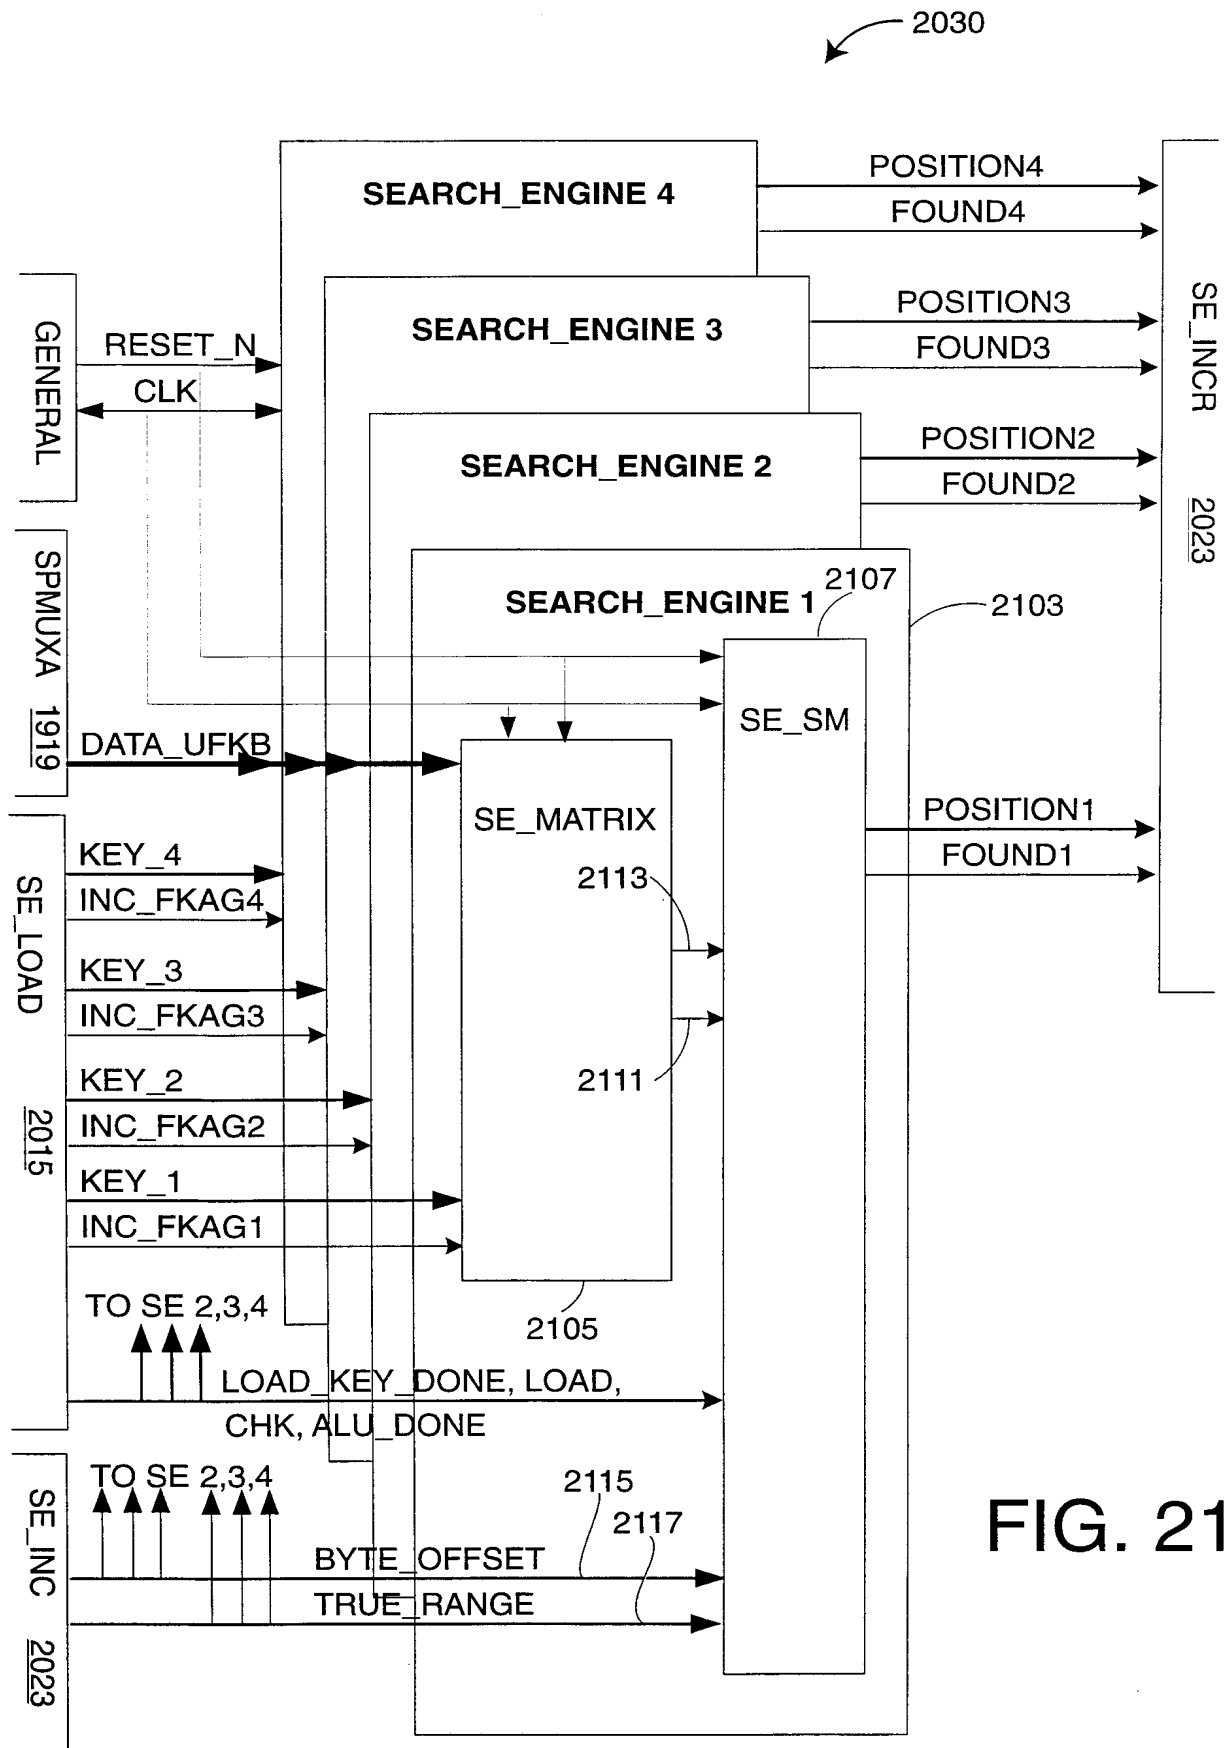 2030
SEARCH_ENGINE 4
POSITION4
FOUND4
SEARCH_ENGINE 3
POSITION3
FOUND3
GENERAL
RESET_N
CLK
SE_INCR 2023
SEARCH_ENGINE 2
POSITION2
FOUND2
SEARCH_ENGINE 1
2107
2103
SPMUXA 1919
DATA_UFKB
SE_SM
SE_MATRIX
POSITION1
FOUND1
SE_LOAD 2015
KEY_4
INC_FKAG4
2113
KEY_3
INC_FKAG3
2111
KEY_2
INC_FKAG2
KEY_1
INC_FKAG1
2105
TO SE 2,3,4
LOAD_KEY_DONE, LOAD,
CHK, ALU_DONE
SE_INC 2023
TO SE 2,3,4
2115
2117
BYTE_OFFSET
TRUE_RANGE
FIG. 21